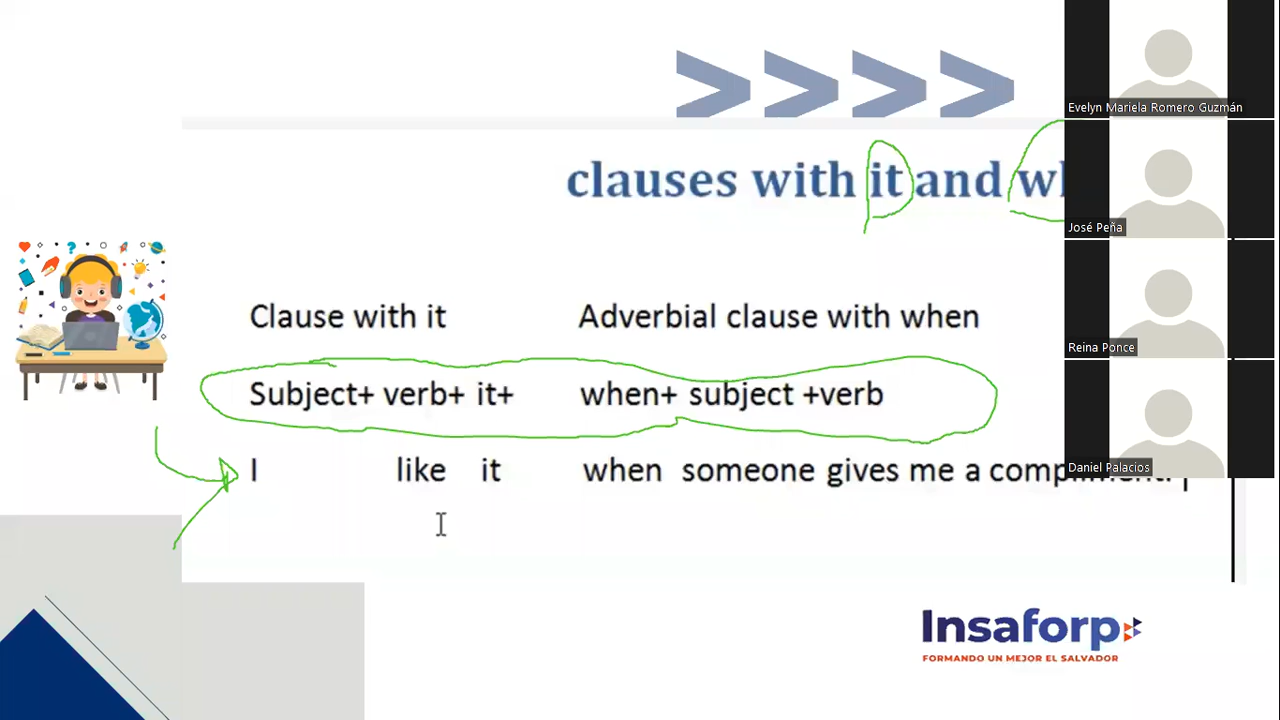 >>>>
clauses with it and wh
Clause with it Adverbial clause with when
Subject+ verb+ it+ when+ subject +verb
I like it when someone gives me a compliment.
Insaforp
FORMANDO UN MEJOR EL SALVADOR
Evelyn Mariela Romero Guzmán
José Peña
Reina Ponce
Daniel Palacios